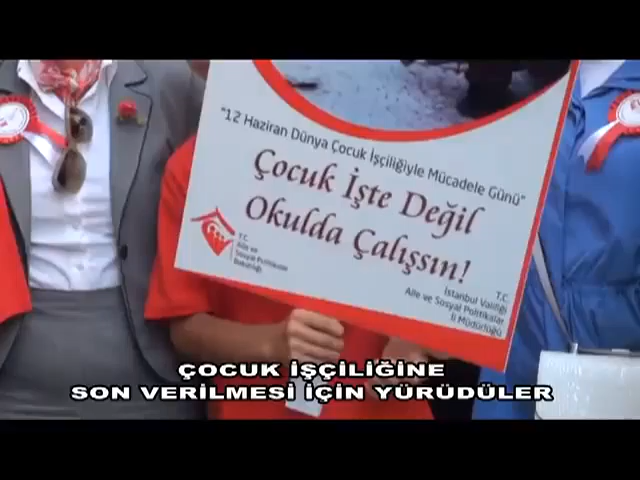 "12 Haziran Dünya Çocuk İşçiliğiyle Mücadele Günü"
Çocuk İşte Değil
Okulda Çalışsın!
T.C.
Aile ve
Sosyal Politikalar
Bakanlığı
T.C.
İstanbul Valiliği
Aile ve Sosyal Politikalar
İl Müdürlüğü
ÇOCUK İŞÇİLİĞİNE
SON VERİLMESİ İÇİN YÜRÜDÜLER